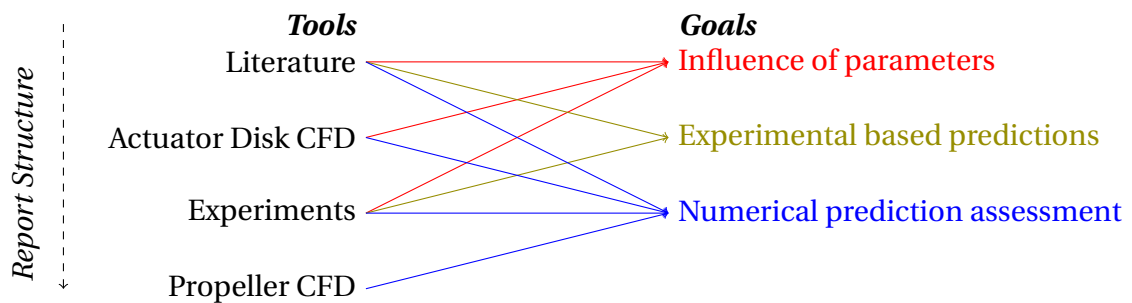 Tools
Goals
Literature
Influence of parameters
Actuator Disk CFD
Experimental based predictions
Experiments
Numerical prediction assessment
Propeller CFD
Report Structure